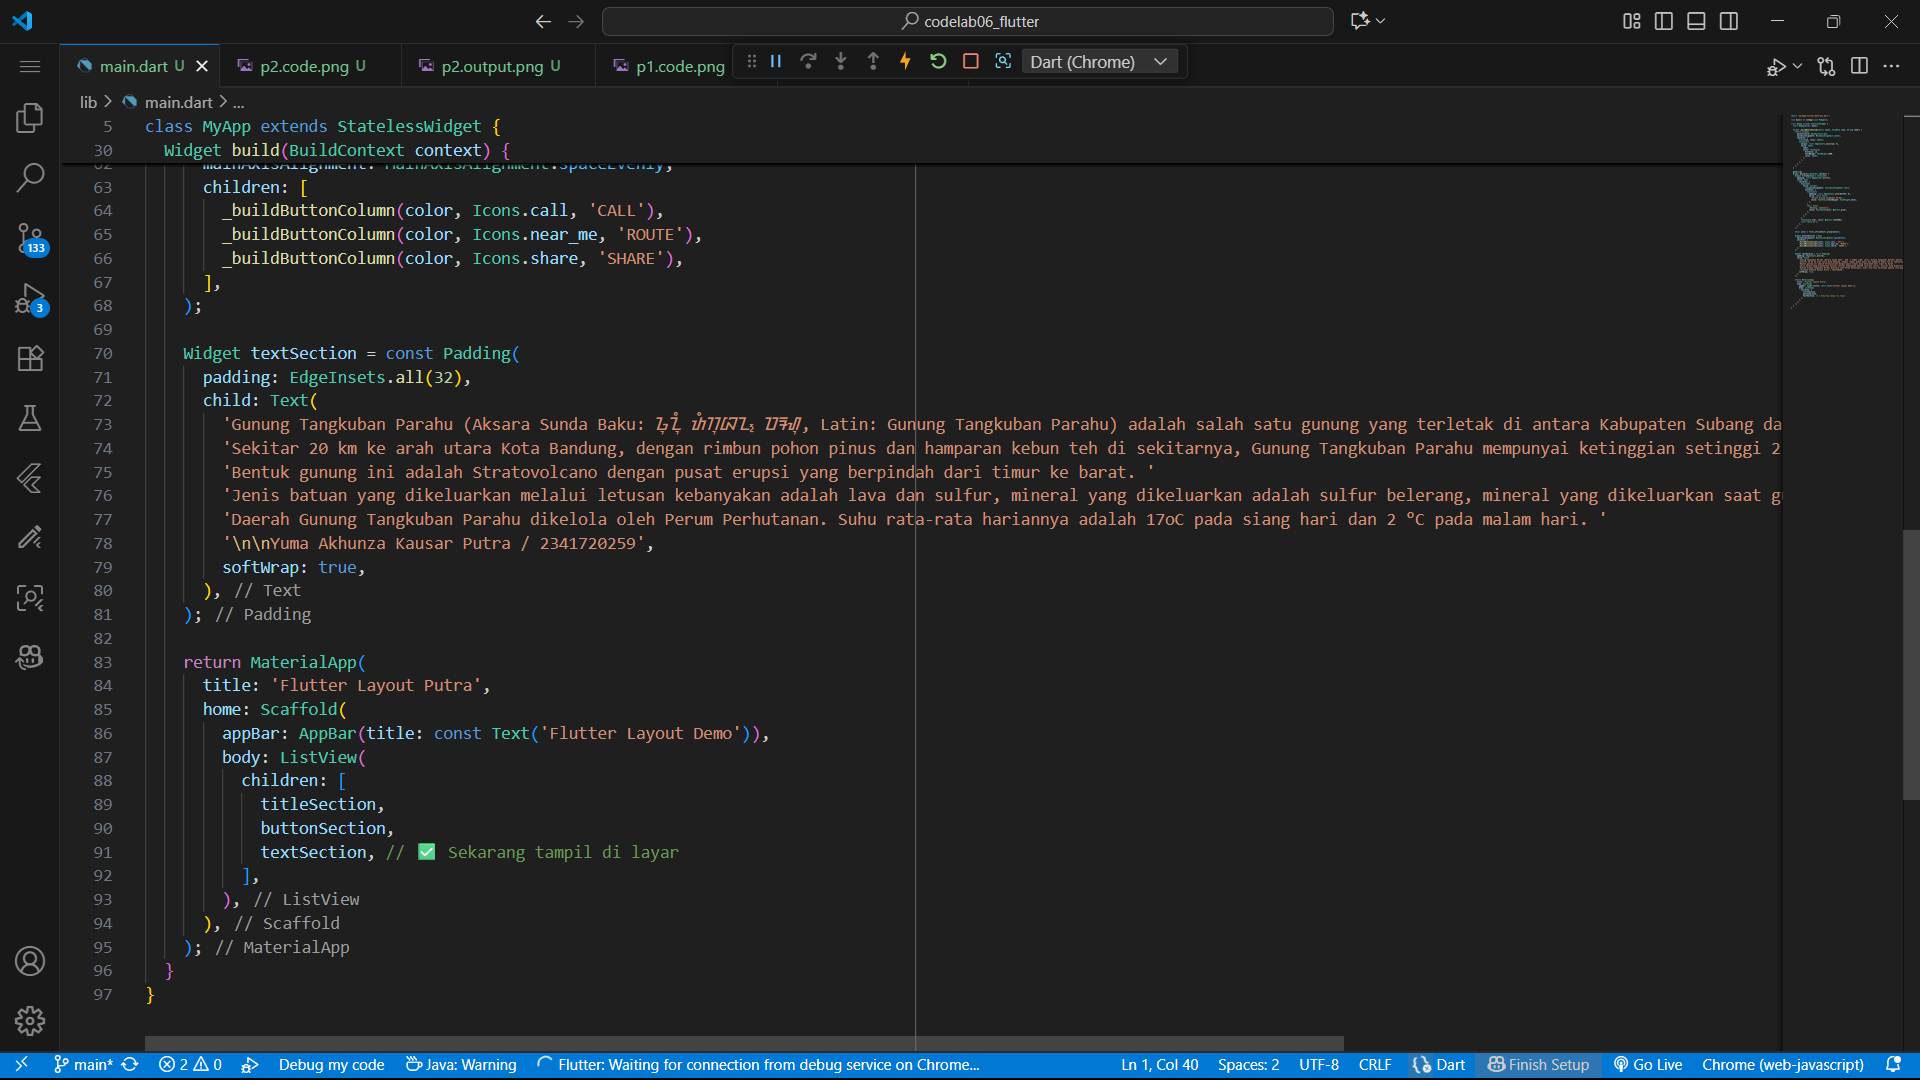 codelab06_flutter
main.dart U
p2.code.png U
p2.output.png U
p1.code.png
Dart (Chrome)
lib > main.dart > ...
5 class MyApp extends StatelessWidget {
30 Widget build(BuildContext context) {
62 mainAxisAlignment: MainAxisAlignment.spaceEvenly,
63 children: [
64 _buildButtonColumn(color, Icons.call, 'CALL'),
65 _buildButtonColumn(color, Icons.near_me, 'ROUTE'),
66 _buildButtonColumn(color, Icons.share, 'SHARE'),
67 ],
68 );
69
70 Widget textSection = const Padding(
71 padding: EdgeInsets.all(32),
72 child: Text(
73 'Gunung Tangkuban Parahu (Aksara Sunda Baku: , Latin: Gunung Tangkuban Parahu) adalah salah satu gunung yang terletak di antara Kabupaten Subang da
74 'Sekitar 20 km ke arah utara Kota Bandung, dengan rimbun pohon pinus dan hamparan kebun teh di sekitarnya, Gunung Tangkuban Parahu mempunyai ketinggian setinggi 2
75 'Bentuk gunung ini adalah Stratovolcano dengan pusat erupsi yang berpindah dari timur ke barat. '
76 'Jenis batuan yang dikeluarkan melalui letusan kebanyakan adalah lava dan sulfur, mineral yang dikeluarkan adalah sulfur belerang, mineral yang dikeluarkan saat g
77 'Daerah Gunung Tangkuban Parahu dikelola oleh Perum Perhutanan. Suhu rata-rata hariannya adalah 17oC pada siang hari dan 2 °C pada malam hari. '
78 '\n\nYuma Akhunza Kausar Putra / 2341720259',
79 softWrap: true,
80 ), // Text
81 ); // Padding
82
83 return MaterialApp(
84 title: 'Flutter Layout Putra',
85 home: Scaffold(
86 appBar: AppBar(title: const Text('Flutter Layout Demo')),
87 body: ListView(
88 children: [
89 titleSection,
90 buttonSection,
91 textSection, // ✅ Sekarang tampil di layar
92 ],
93 ), // ListView
94 ), // Scaffold
95 ); // MaterialApp
96 }
97 }
133
3
main* 2 0 Debug my code Java: Warning Flutter: Waiting for connection from debug service on Chrome... Ln 1, Col 40 Spaces: 2 UTF-8 CRLF Dart Finish Setup Go Live Chrome (web-javascript)